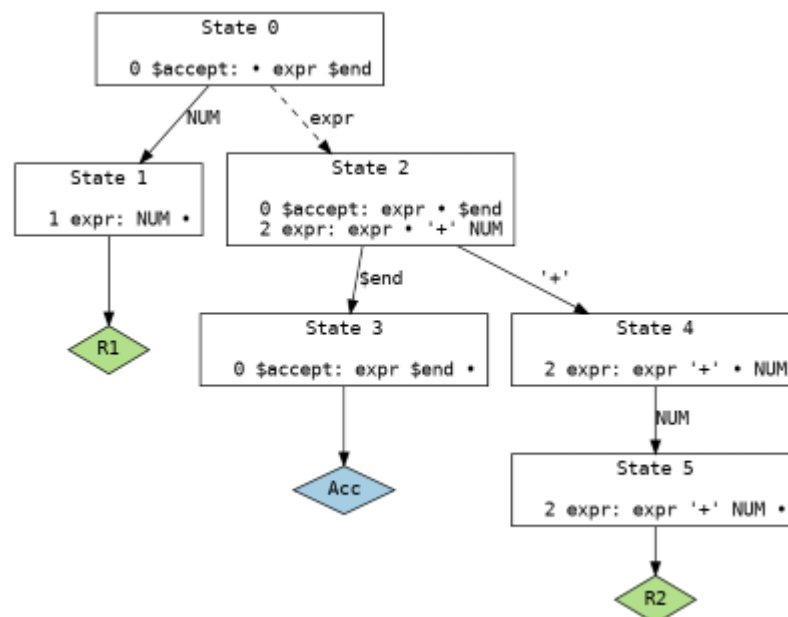 State 0
0 $accept: • expr $end
NUM
expr
State 1
1 expr: NUM •
State 2
0 $accept: expr • $end
2 expr: expr • '+' NUM
$end
'+'
R1
State 3
0 $accept: expr $end •
State 4
2 expr: expr '+' • NUM
NUM
Acc
State 5
2 expr: expr '+' NUM •
R2